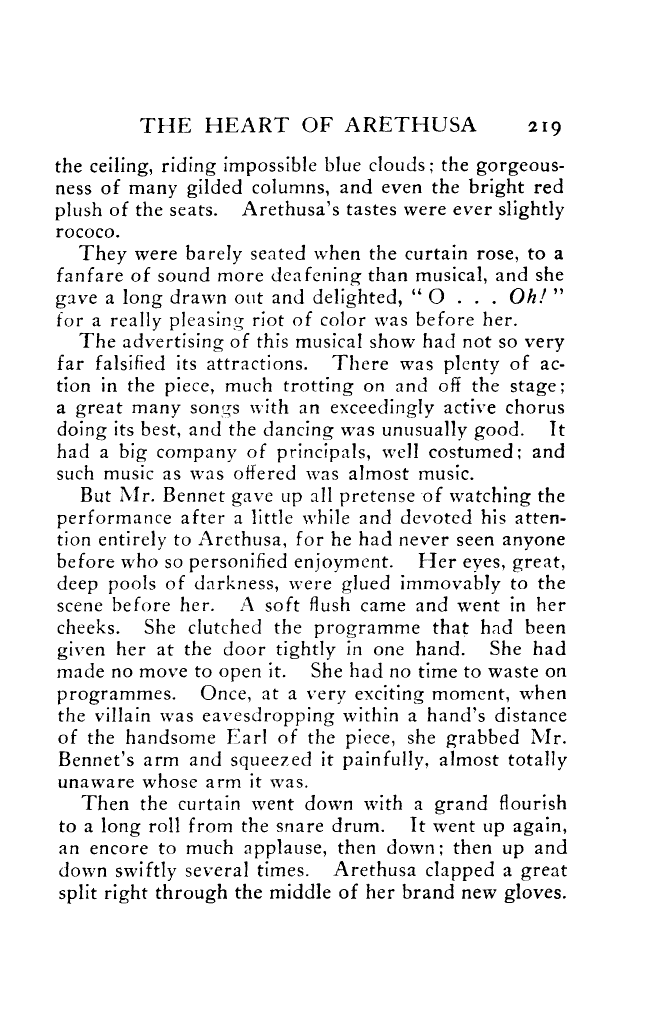 THE HEART OF ARETHUSA 219
the ceiling, riding impossible blue clouds; the gorgeous-
ness of many gilded columns, and even the bright red
plush of the seats. Arethusa's tastes were ever slightly
rococo.
They were barely seated when the curtain rose, to a
fanfare of sound more deafening than musical, and she
gave a long drawn out and delighted, "O . . . Oh!"
for a really pleasing riot of color was before her.
The advertising of this musical show had not so very
far falsified its attractions. There was plenty of ac-
tion in the piece, much trotting on and off the stage;
a great many songs with an exceedingly active chorus
doing its best, and the dancing was unusually good. It
had a big company of principals, well costumed; and
such music as was offered was almost music.
But Mr. Bennet gave up all pretense of watching the
performance after a little while and devoted his atten-
tion entirely to Arethusa, for he had never seen anyone
before who so personified enjoyment. Her eyes, great,
deep pools of darkness, were glued immovably to the
scene before her. A soft flush came and went in her
cheeks. She clutched the programme that had been
given her at the door tightly in one hand. She had
made no move to open it. She had no time to waste on
programmes. Once, at a very exciting moment, when
the villain was eavesdropping within a hand's distance
of the handsome Earl of the piece, she grabbed Mr.
Bennet's arm and squeezed it painfully, almost totally
unaware whose arm it was.
Then the curtain went down with a grand flourish
to a long roll from the snare drum. It went up again,
an encore to much applause, then down; then up and
down swiftly several times. Arethusa clapped a great
split right through the middle of her brand new gloves.